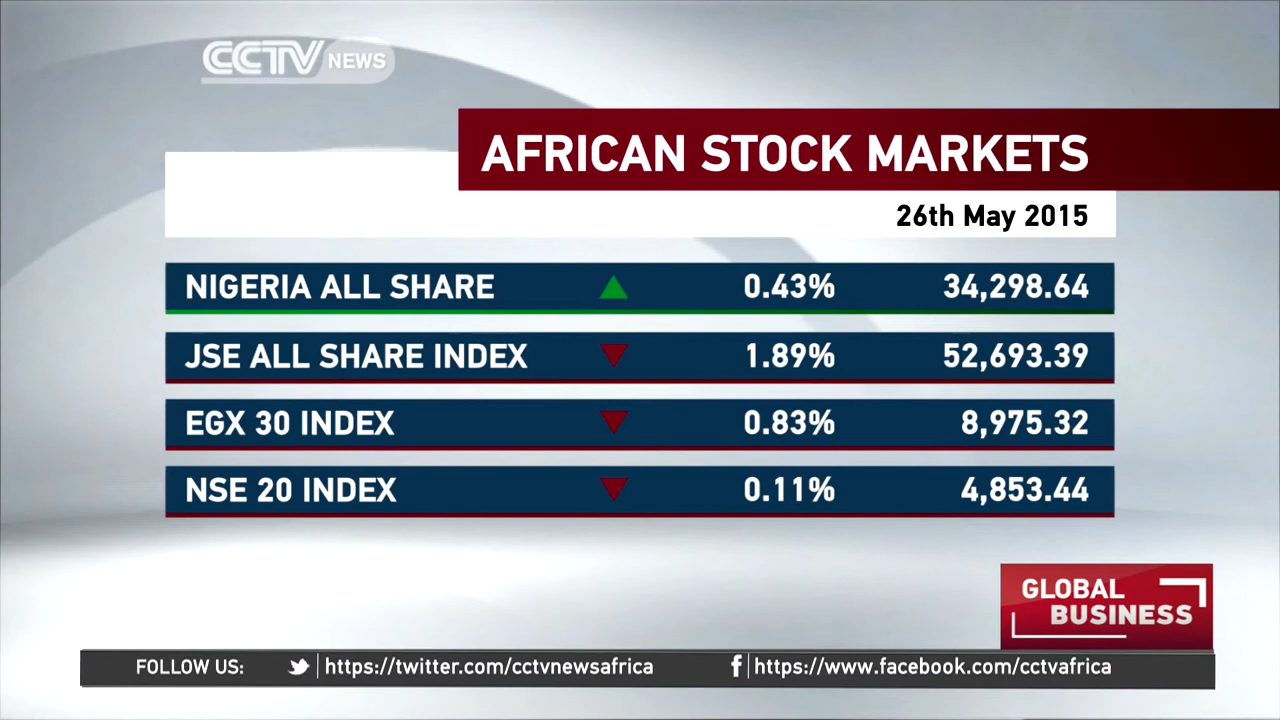 CCTV NEWS
AFRICAN STOCK MARKETS
26th May 2015
NIGERIA ALL SHARE 0.43% 34,298.64
JSE ALL SHARE INDEX 1.89% 52,693.39
EGX 30 INDEX 0.83% 8,975.32
NSE 20 INDEX 0.11% 4,853.44
GLOBAL
BUSINESS
FOLLOW US: https://twitter.com/cctvnewsafrica https://www.facebook.com/cctvafrica